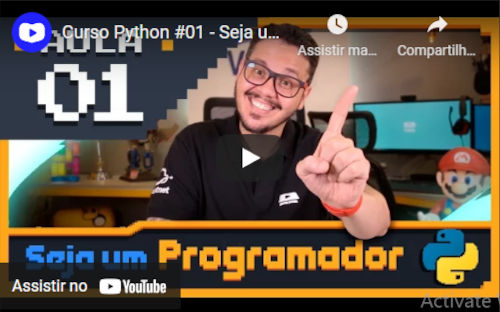 Curso Python #01 - Seja u...
Assistir ma...
Compartilh...
AULA
01
Seja um Programador
Assistir no YouTube
Activate